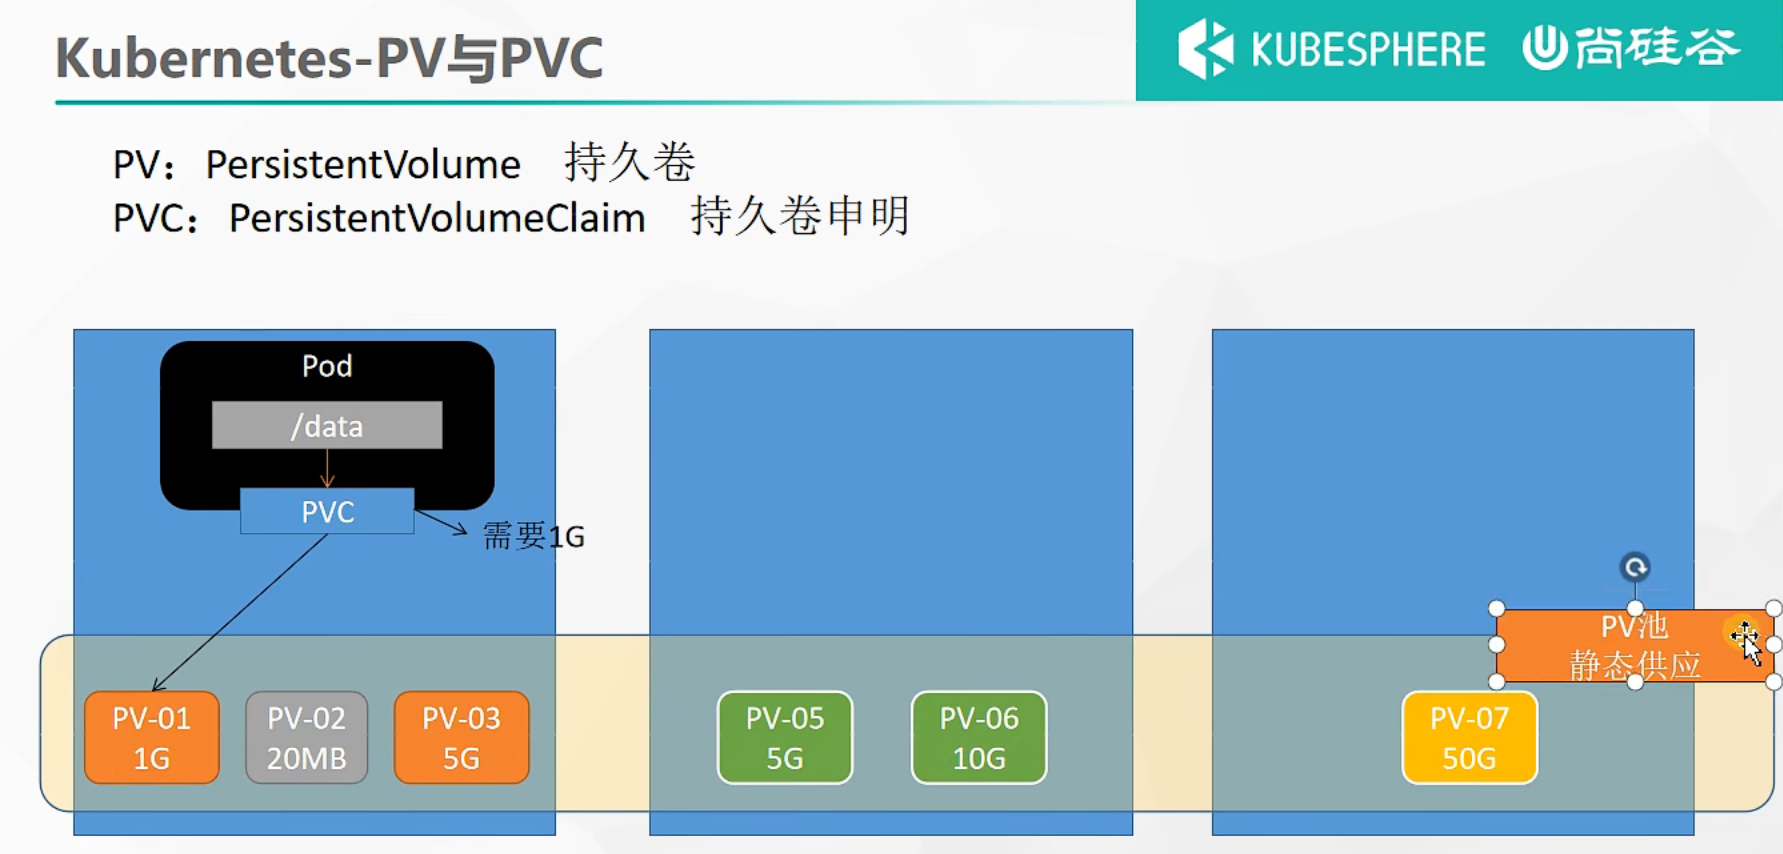 Kubernetes-PV与PVC
KUBESPHERE
尚硅谷
PV：PersistentVolume 持久卷
PVC：PersistentVolumeClaim 持久卷申明
Pod
/data
PVC
需要1G
PV池
静态供应
PV-01
1G
PV-02
20MB
PV-03
5G
PV-05
5G
PV-06
10G
PV-07
50G